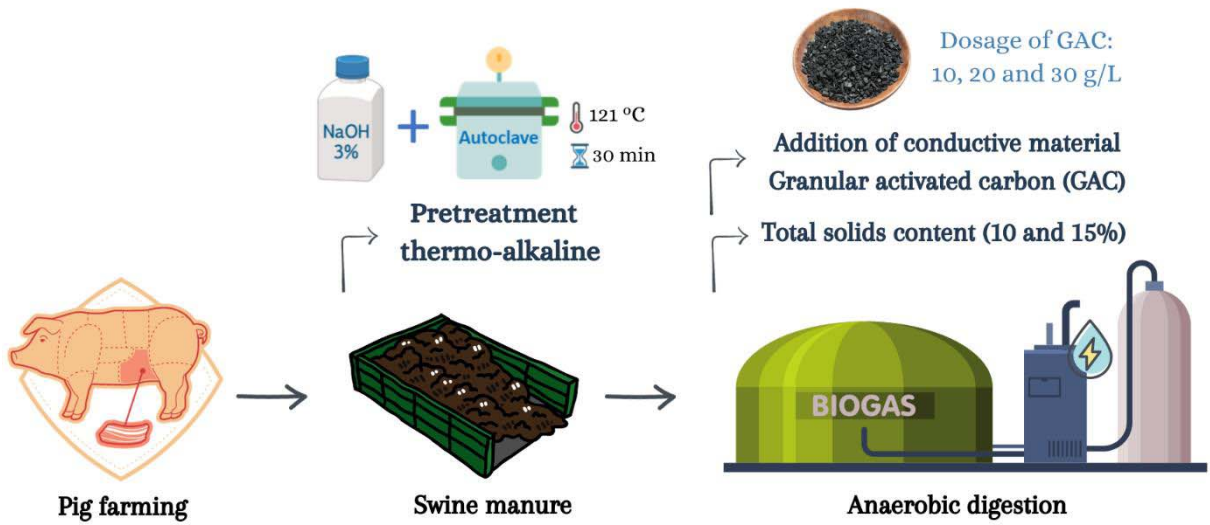 Dosage of GAC:
10, 20 and 30 g/L
NaOH
3%
+
Autoclave
121 ºC
30 min
Addition of conductive material
Granular activated carbon (GAC)
Pretreatment
thermo-alkaline
Total solids content (10 and 15%)
BIOGAS
Pig farming
Swine manure
Anaerobic digestion